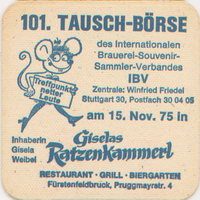 101. TAUSCH-BÖRSE
des Internationalen
Brauerei-Souvenir-
Sammler-Verbandes
IBV
Zentrale: Winfried Friedel
Stuttgart 30, Postfach 30 04 05
am 15. Nov. 75 in
Treffpunkt
netter
Leute
Inhaberin
Gisela
Weibel
Giselas
Ratzenkammerl
RESTAURANT · GRILL · BIERGARTEN
Fürstenfeldbruck, Pruggmayrstr. 4